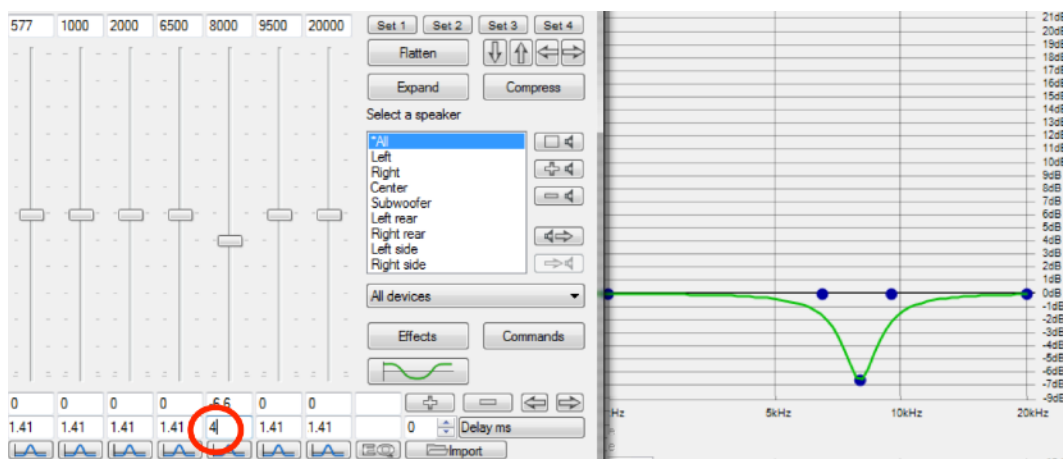 577 1000 2000 6500 8000 9500 20000
Set 1 Set 2 Set 3 Set 4
Flatten
Expand Compress
Select a speaker
*All
Left
Right
Center
Subwoofer
Left rear
Right rear
Left side
Right side
All devices
Effects Commands
0 0 0 0 -6.6 0 0
1.41 1.41 1.41 1.41 4 1.41 1.41 0 Delay ms
EQ Import
21dB
20dB
19dB
18dB
17dB
16dB
15dB
14dB
13dB
12dB
11dB
10dB
9dB
8dB
7dB
6dB
5dB
4dB
3dB
2dB
1dB
0dB
-1dB
-2dB
-3dB
-4dB
-5dB
-6dB
-7dB
-9dB
Hz 5kHz 10kHz 20kHz